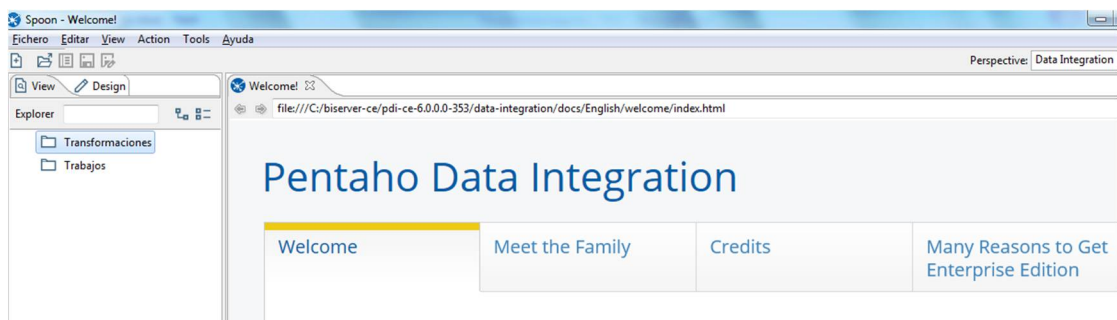 Spoon - Welcome!
Fichero Editar View Action Tools Ayuda
Perspective: Data Integration
View Design
Welcome!
Explorer
file:///C:/biserver-ce/pdi-ce-6.0.0.0-353/data-integration/docs/English/welcome/index.html
Transformaciones
Trabajos
Pentaho Data Integration
Welcome
Meet the Family
Credits
Many Reasons to Get
Enterprise Edition